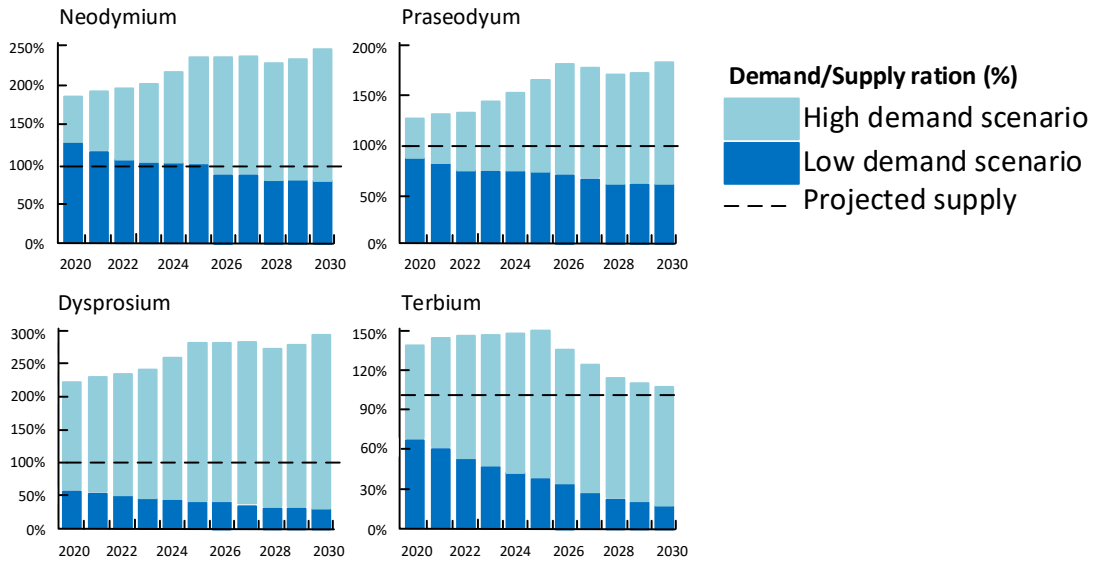 Neodymium
250%
200%
150%
100%
50%
0%
2020 2022 2024 2026 2028 2030
Praseodyum
200%
150%
100%
50%
0%
2020 2022 2024 2026 2028 2030
Demand/Supply ration (%)
High demand scenario
Low demand scenario
Projected supply
Dysprosium
300%
250%
200%
150%
100%
50%
0%
2020 2022 2024 2026 2028 2030
Terbium
150%
120%
90%
60%
30%
0%
2020 2022 2024 2026 2028 2030